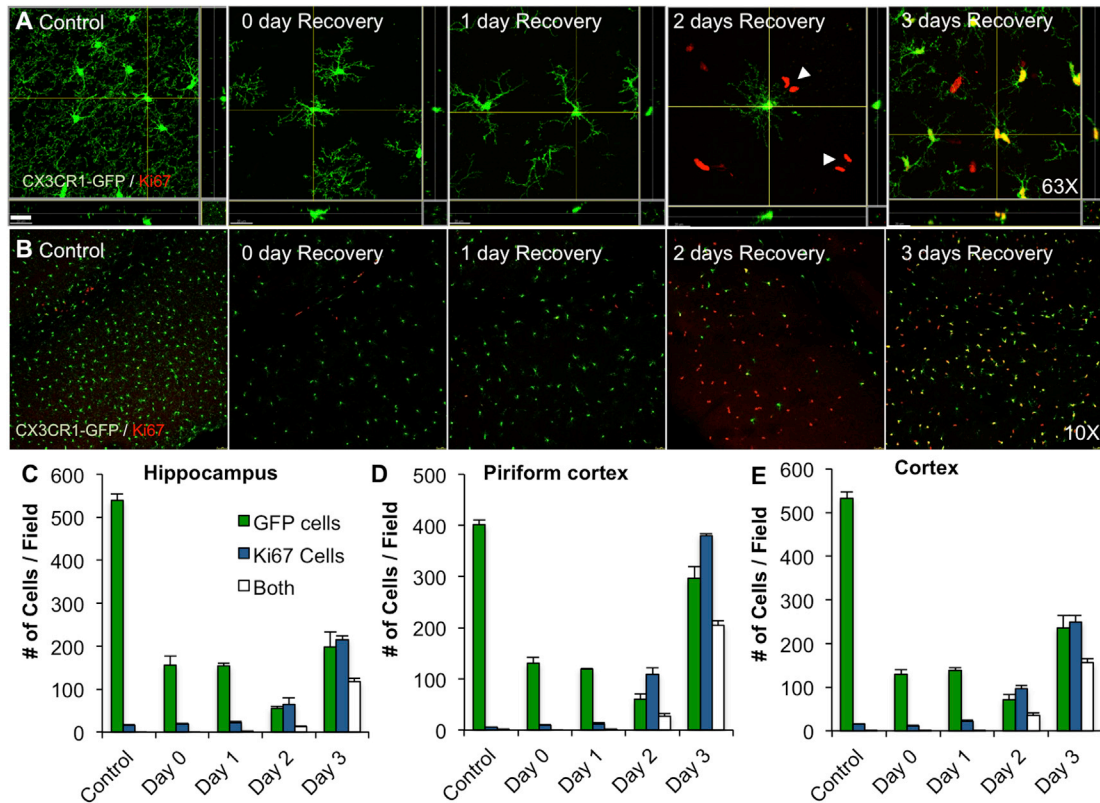 A Control
0 day Recovery
1 day Recovery
2 days Recovery
3 days Recovery
CX3CR1-GFP / Ki67
63X
B Control
0 day Recovery
1 day Recovery
2 days Recovery
3 days Recovery
CX3CR1-GFP / Ki67
10X
C Hippocampus
# of Cells / Field
600
500
400
300
200
100
0
GFP cells
Ki67 Cells
Both
Control
Day 0
Day 1
Day 2
Day 3
D Piriform cortex
# of Cells / Field
500
400
300
200
100
0
Control
Day 0
Day 1
Day 2
Day 3
E Cortex
# of Cells / Field
600
500
400
300
200
100
0
Control
Day 0
Day 1
Day 2
Day 3